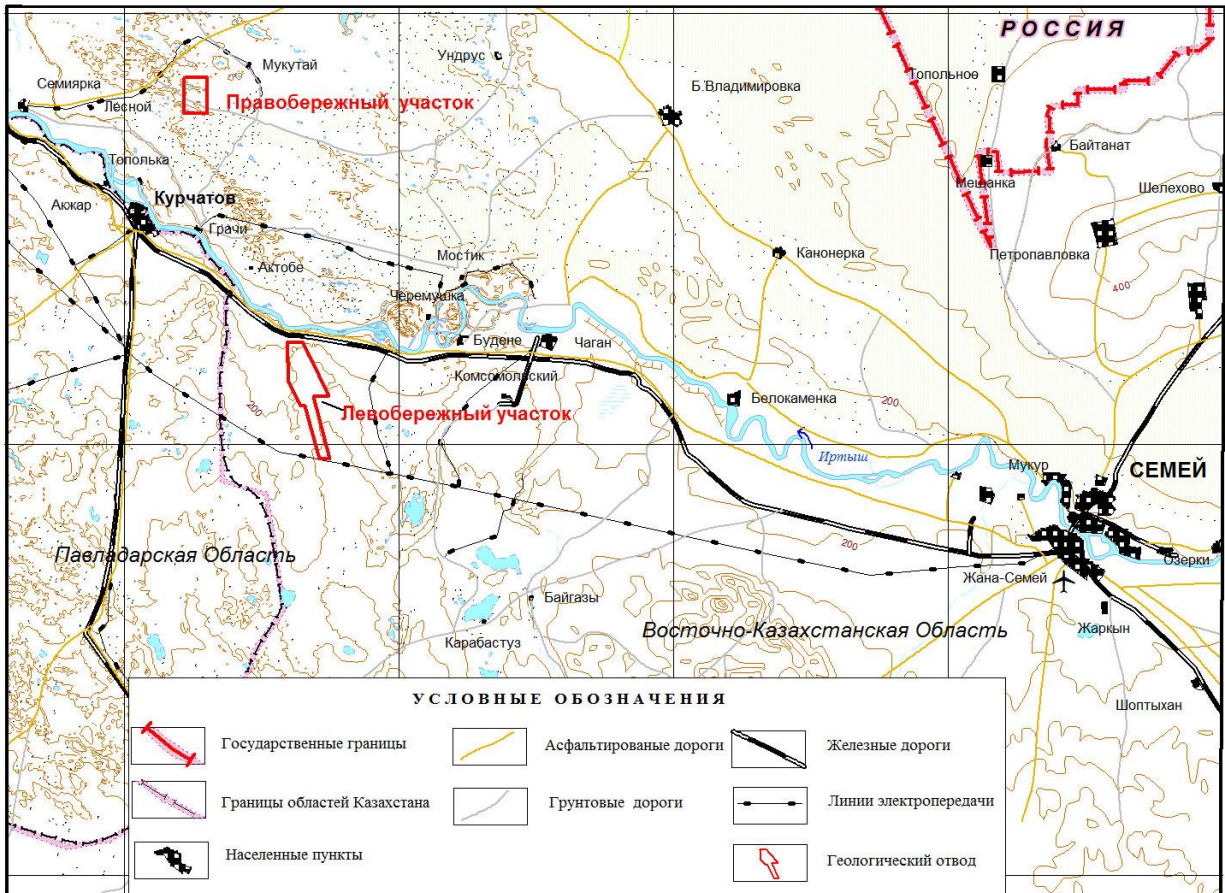 РОССИЯ
Ундрус
Мукутай
Топольное
Семиярка
Б.Владимировка
Лесной
Правобережный участок
Байтанат
Тополька
Мещанка
Шелехово
Акжар
Курчатов
Грачи
Мостик
Канонерка
Петропавловка
Актобе
400
Черемушка
Будене
Чаган
Комсомольский
Белокаменка
200
200
Левобережный участок
Иртыш
Мукур
СЕМЕЙ
200
Павладарская Область
Озерки
Жана-Семей
Байгазы
Карабастуз
Восточно-Казахстанская Область
Жаркын
Шоптыхан
УСЛОВНЫЕ ОБОЗНАЧЕНИЯ
Государственные границы
Асфальтированые дороги
Железные дороги
Границы областей Казахстана
Грунтовые дороги
Линии электропередачи
Населенные пункты
Геологический отвод